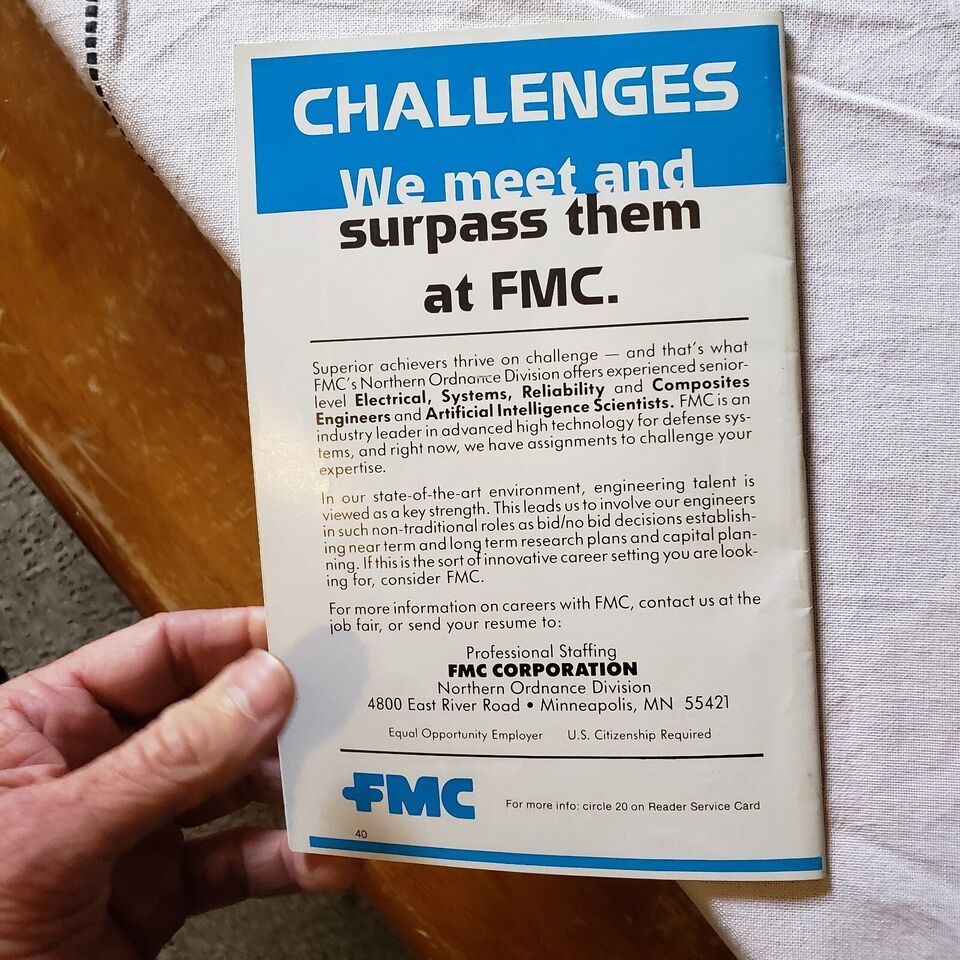 CHALLENGES
We meet and
surpass them
at FMC.
Superior achievers thrive on challenge — and that's what
FMC's Northern Ordnance Division offers experienced senior-
level Electrical, Systems, Reliability and Composites
Engineers and Artificial Intelligence Scientists. FMC is an
industry leader in advanced high technology for defense sys-
tems, and right now, we have assignments to challenge your
expertise.
In our state-of-the-art environment, engineering talent is
viewed as a key strength. This leads us to involve our engineers
in such non-traditional roles as bid/no bid decisions establish-
ing near term and long term research plans and capital plan-
ning. If this is the sort of innovative career setting you are look-
ing for, consider FMC.
For more information on careers with FMC, contact us at the
job fair, or send your resume to:
Professional Staffing
FMC CORPORATION
Northern Ordnance Division
4800 East River Road • Minneapolis, MN 55421
Equal Opportunity Employer U.S. Citizenship Required
FMC
For more info: circle 20 on Reader Service Card
40